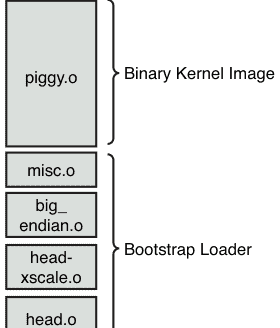 piggy.o
Binary Kernel Image
misc.o
big_
endian.o
head-
xscale.o
Bootstrap Loader
head.o